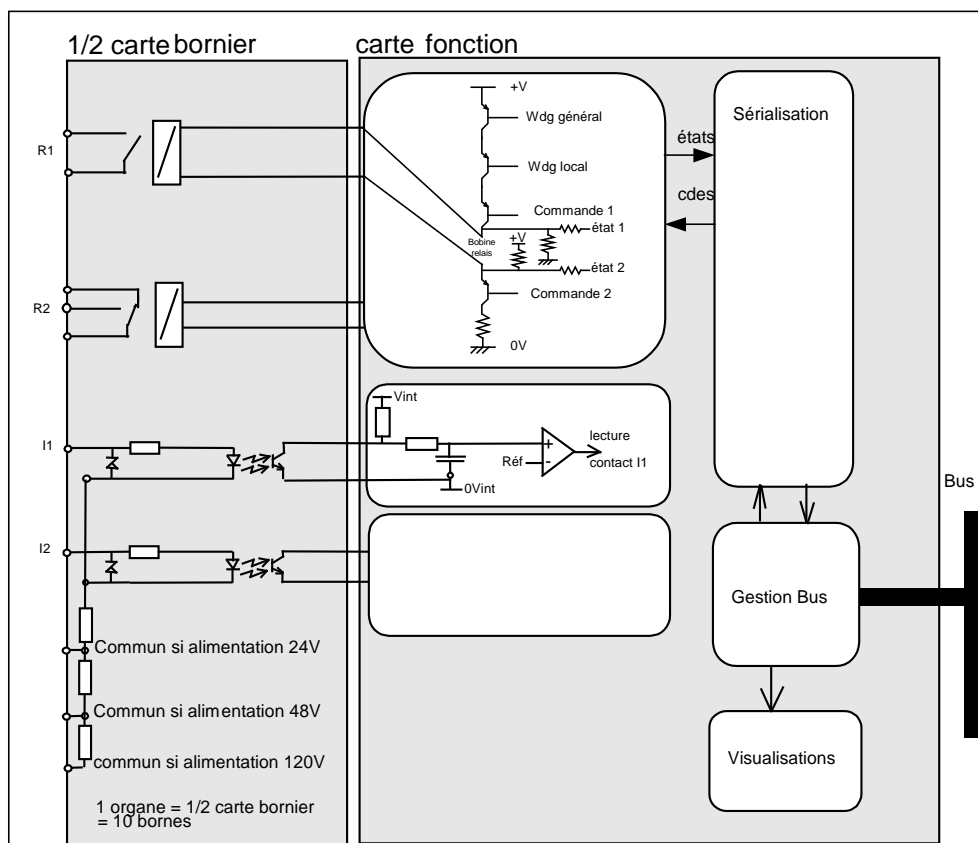 1/2 carte bornier
carte fonction
+V
Wdg général
Wdg local
Commande 1
état 1
Bobine
relais
+V
état 2
Commande 2
0V
états
cdes
Sérialisation
R1
R2
I1
Vint
Réf
+
-
lecture
contact I1
0Vint
Bus
I2
Gestion Bus
Commun si alimentation 24V
Commun si alimentation 48V
commun si alimentation 120V
Visualisations
1 organe = 1/2 carte bornier
= 10 bornes